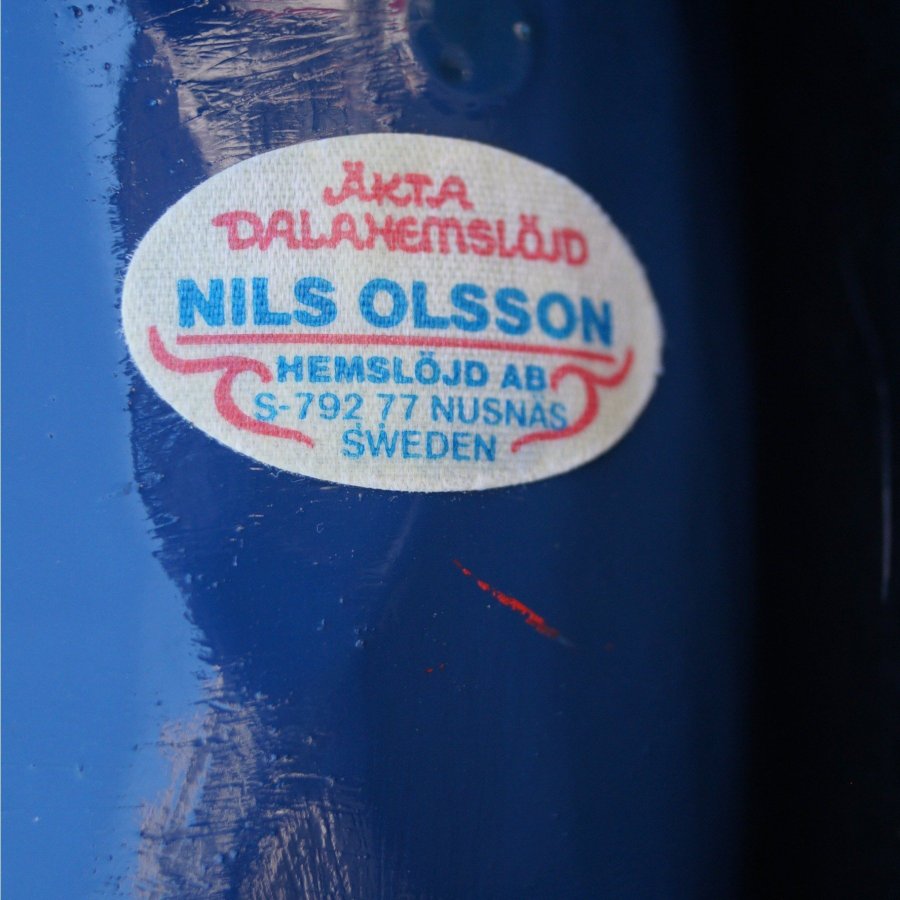 ÄKTA
DALAHEMSLÖJD
NILS OLSSON
HEMSLÖJD AB
S-792 77 NUSNÄS
SWEDEN